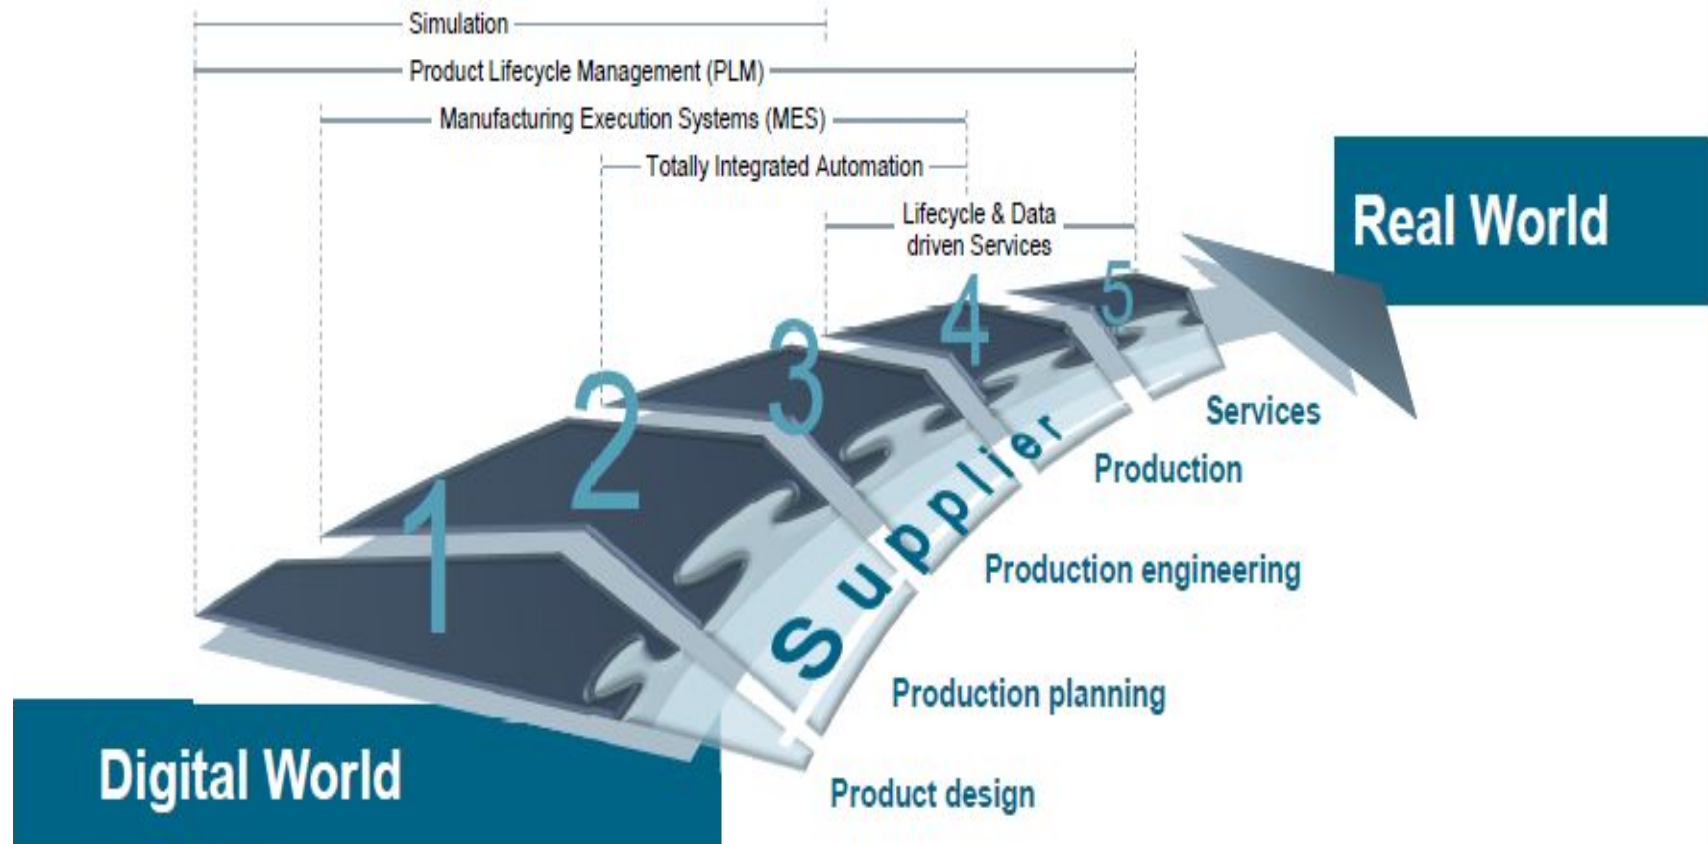 Simulation
Product Lifecycle Management (PLM)
Manufacturing Execution Systems (MES)
Totally Integrated Automation
Lifecycle & Data
driven Services
Real World
5
4
3
2
1
Supplier
Services
Production
Production engineering
Production planning
Product design
Digital World